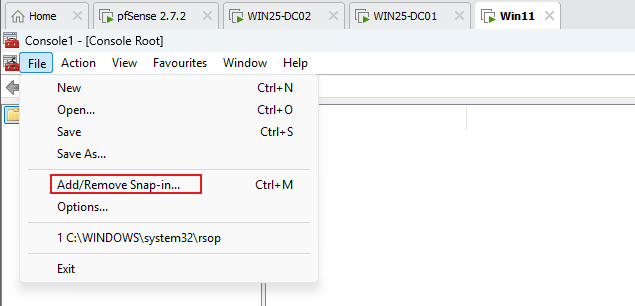 Home pfSense 2.7.2 WIN25-DC02 WIN25-DC01 Win11
Console1 - [Console Root]
File Action View Favourites Window Help
New Ctrl+N
Open... Ctrl+O
Save Ctrl+S
Save As...
Add/Remove Snap-in... Ctrl+M
Options...
1 C:\WINDOWS\system32\rsop
Exit